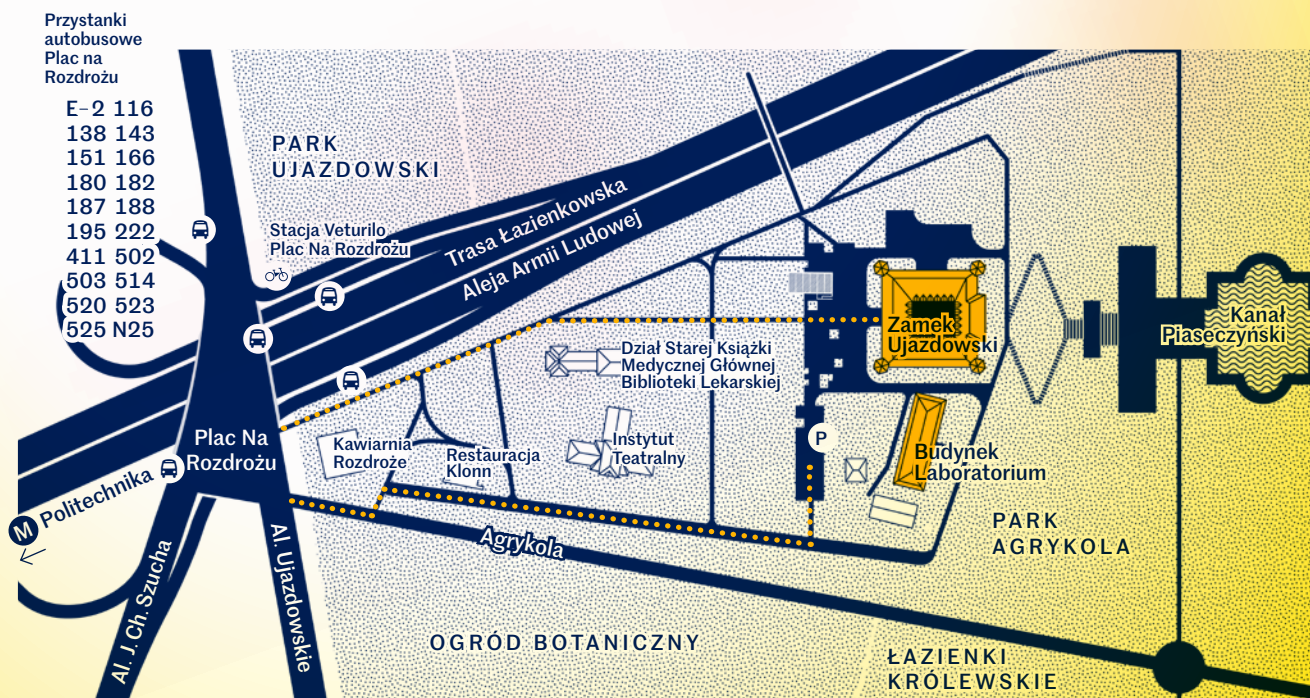 Przystanki
autobusowe
Plac na
Rozdrożu
E-2 116
138 143
151 166
180 182
187 188
195 222
411 502
503 514
520 523
525 N25
PARK
UJAZDOWSKI
Stacja Veturilo
Plac Na Rozdrożu
Trasa Łazienkowska
Aleja Armii Ludowej
Zamek
Ujazdowski
Kanał
Piaseczyński
Dział Starej Książki
Medycznej Głównej
Biblioteki Lekarskiej
Plac Na
Rozdrożu
Kawiarnia
Rozdroże
Restauracja
Klonn
Instytut
Teatralny
P
Budynek
Laboratorium
M Politechnika
Agrykola
PARK
AGRYKOLA
Al. J. Ch. Szucha
Al. Ujazdowskie
OGRÓD BOTANICZNY
ŁAZIENKI
KRÓLEWSKIE